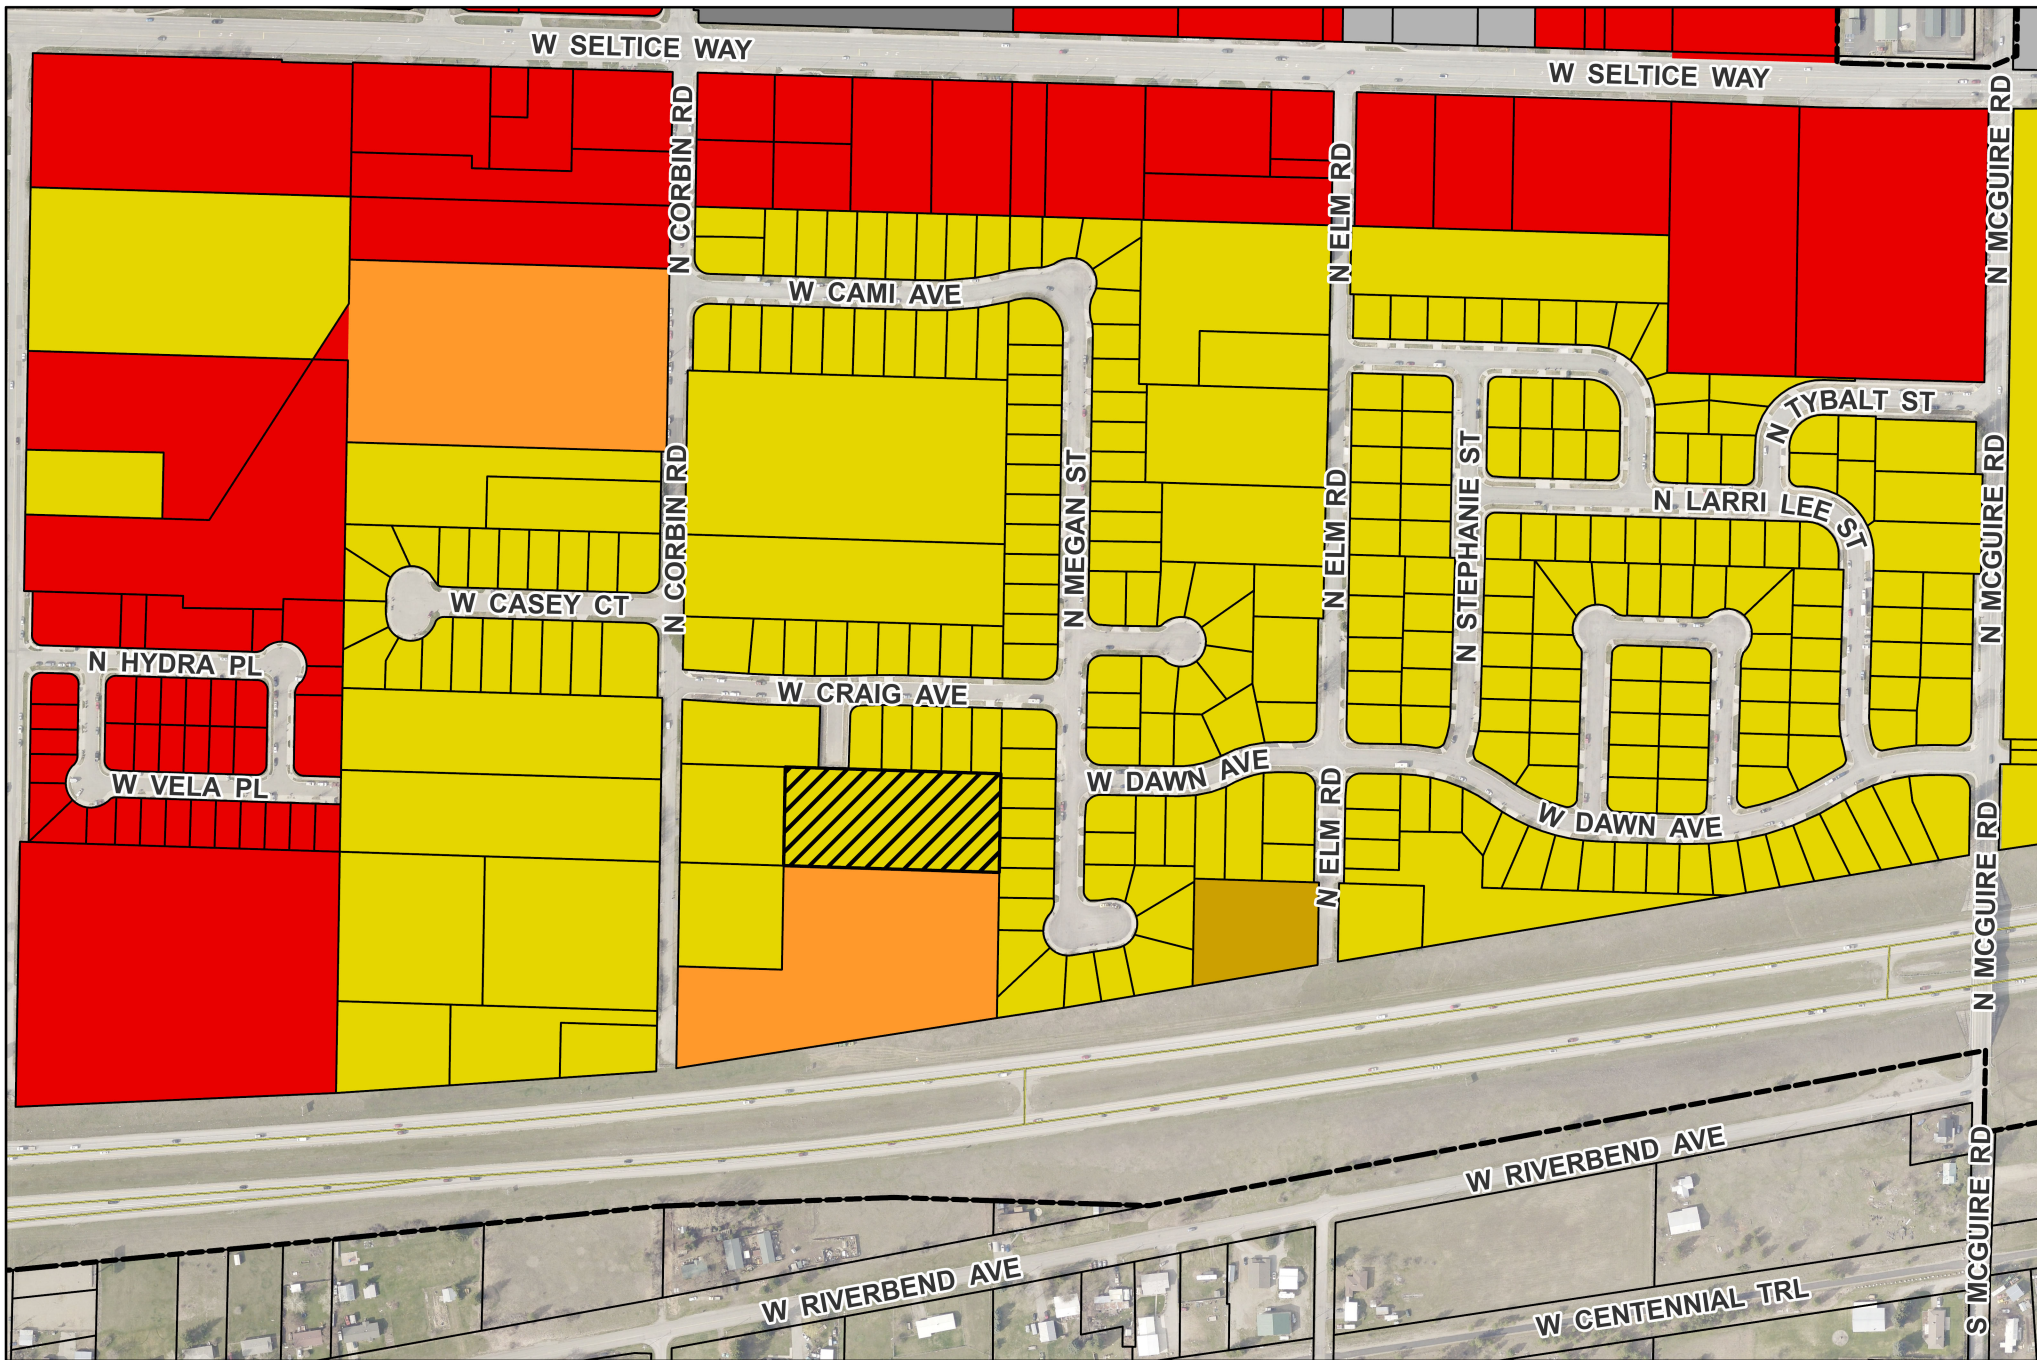 W SELTICE WAY
W SELTICE WAY
N CORBIN RD
N MCGUIRE RD
N ELM RD
W CAMI AVE
N TYBALT ST
N CORBIN RD
N MEGAN ST
N ELM RD
N STEPHANIE ST
N LARRI LEE ST
N MCGUIRE RD
W CASEY CT
N HYDRA PL
W CRAIG AVE
W VELA PL
W DAWN AVE
N ELM RD
W DAWN AVE
N MCGUIRE RD
W RIVERBEND AVE
S MCGUIRE RD
W RIVERBEND AVE
W CENTENNIAL TRL